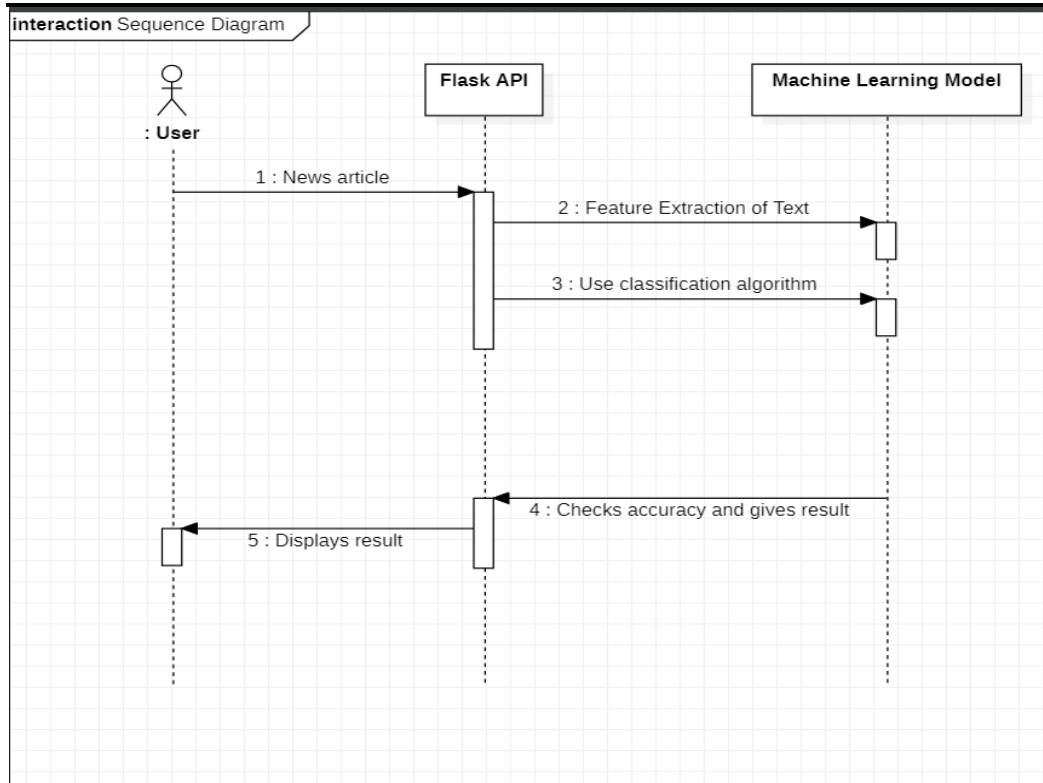 interaction Sequence Diagram
: User
Flask API
Machine Learning Model
1 : News article
2 : Feature Extraction of Text
3 : Use classification algorithm
4 : Checks accuracy and gives result
5 : Displays result